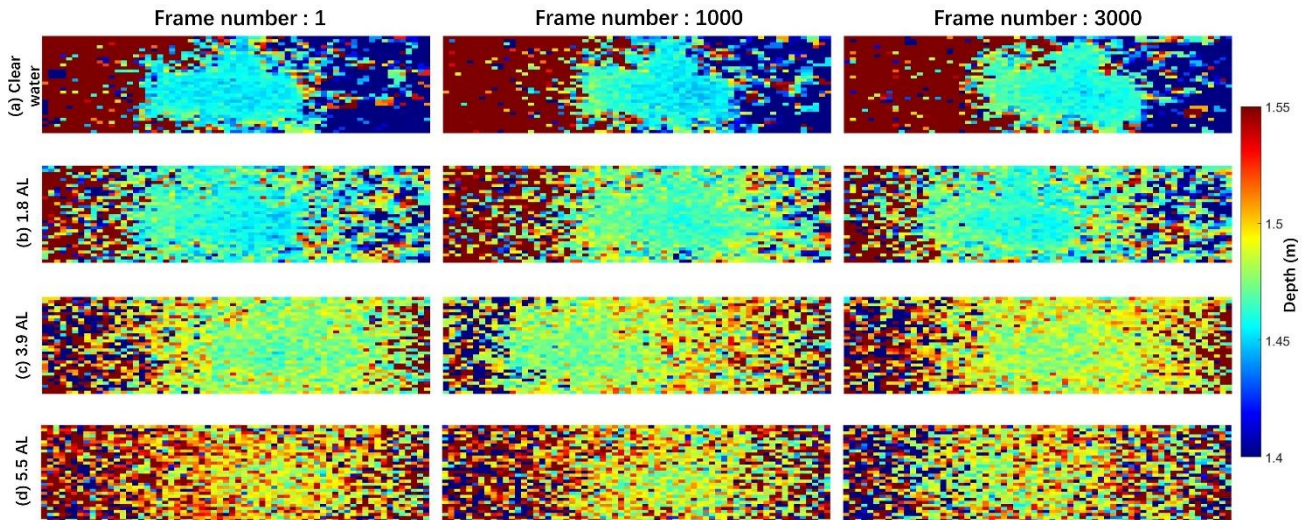 Frame number : 1
Frame number : 1000
Frame number : 3000
(a) Clear
water
(b) 1.8 AL
(c) 3.9 AL
(d) 5.5 AL
1.55
1.5
1.45
1.4
Depth (m)